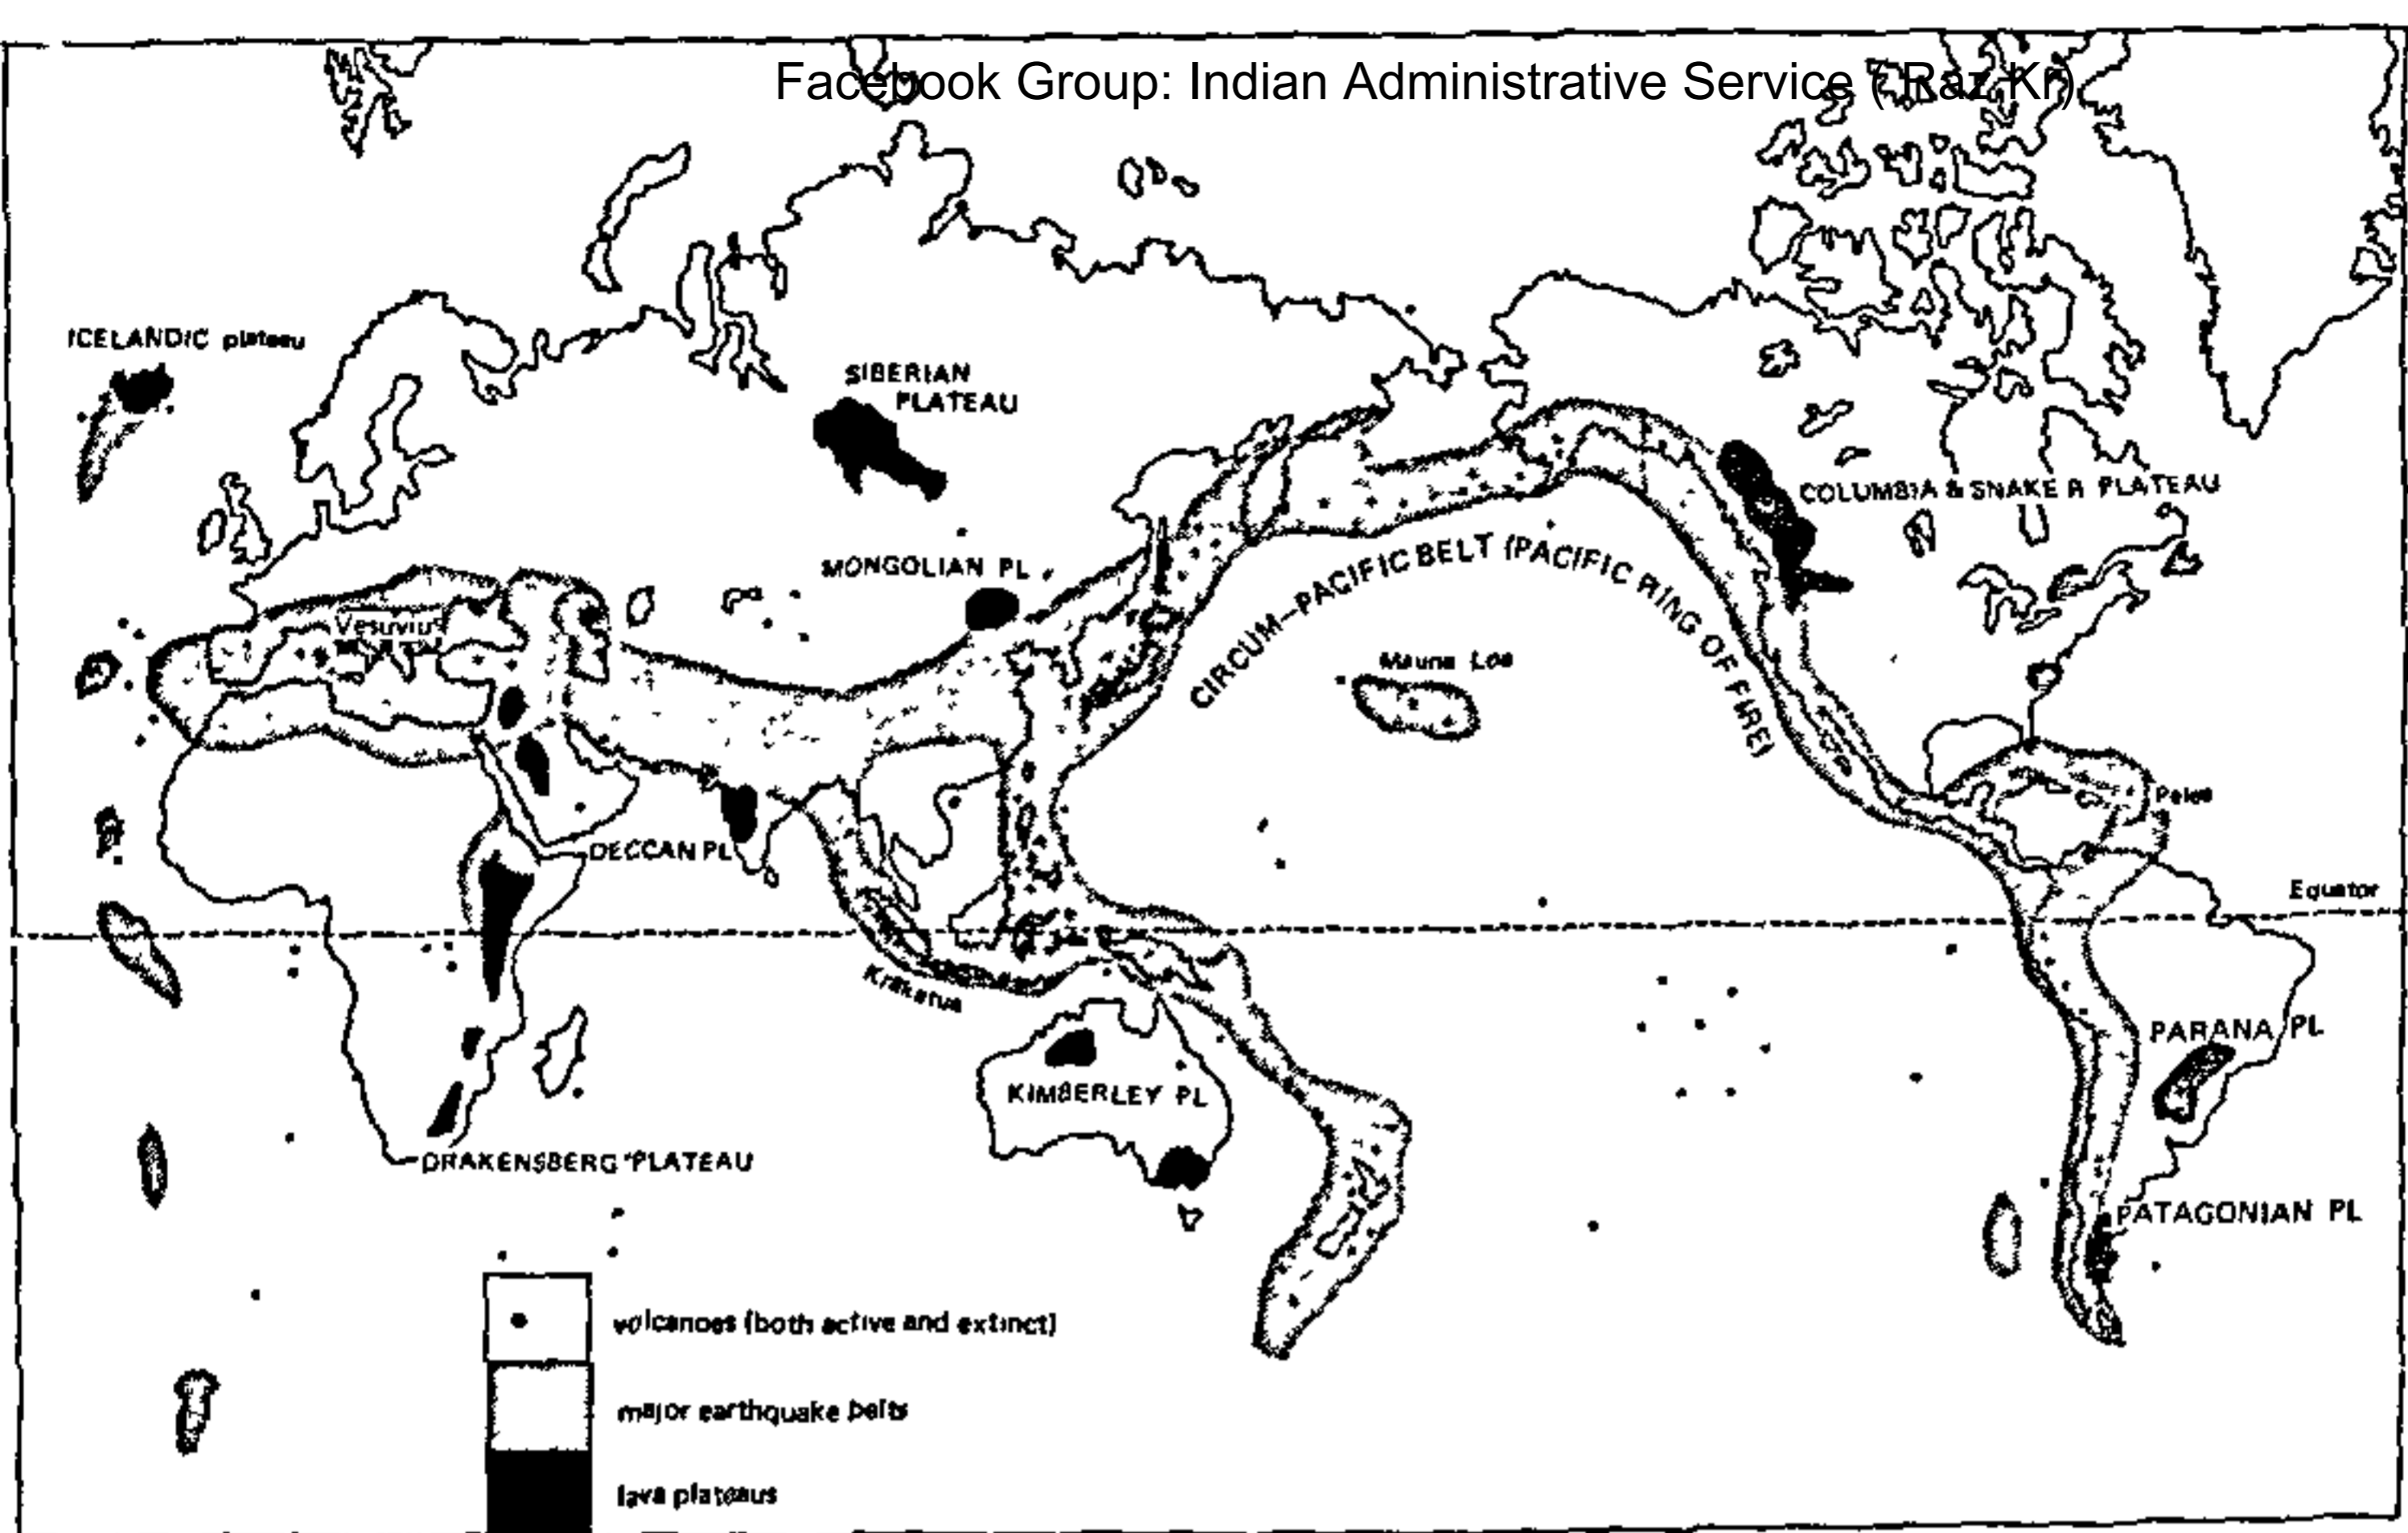 Facebook Group: Indian Administrative Service ( Raz Kr)
ICELANDIC plateau
SIBERIAN
PLATEAU
COLUMBIA & SNAKE R PLATEAU
MONGOLIAN PL
CIRCUM-PACIFIC BELT (PACIFIC RING OF FIRE)
Vesuvius
Mauna Loa
Pelée
DECCAN PL
Equator
Krakatua
PARANA PL
KIMBERLEY PL
DRAKENSBERG PLATEAU
PATAGONIAN PL
volcanoes (both active and extinct)
major earthquake belts
lava plateaus